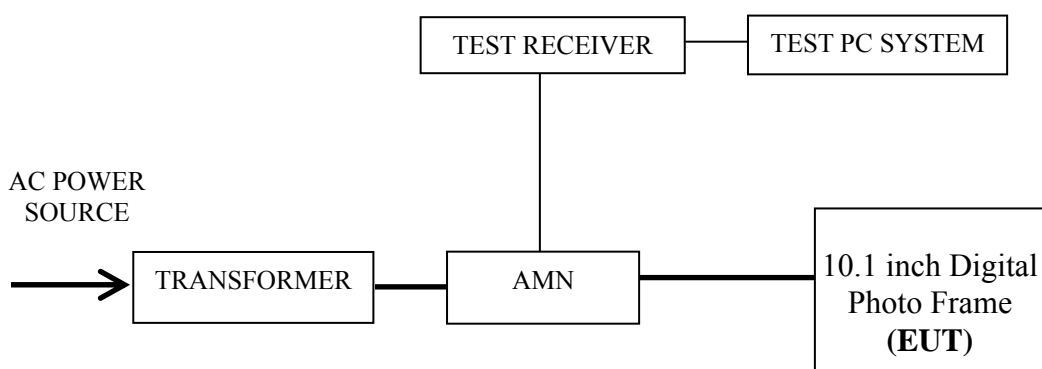 TEST RECEIVER
TEST PC SYSTEM
AC POWER
SOURCE
TRANSFORMER
AMN
10.1 inch Digital
Photo Frame
(EUT)